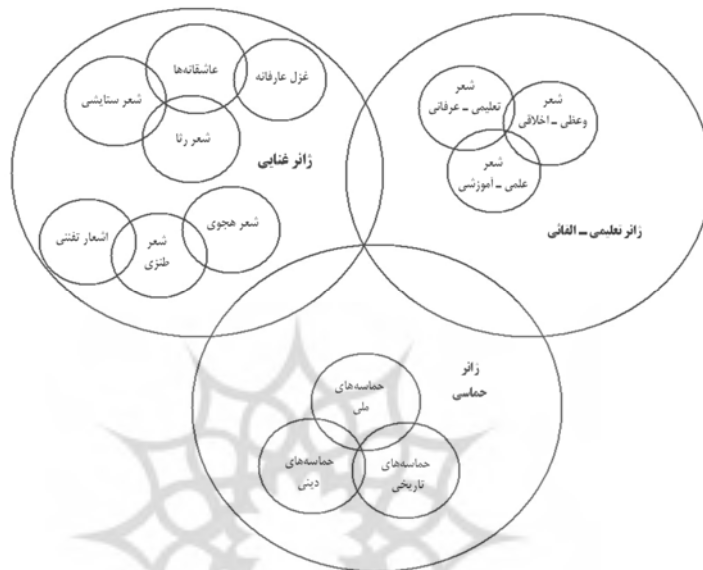 عاشقانه‌ها
غزل عارفانه
شعر ستایشی
شعر رثا
ژانر غنایی
شعر هجوی
شعر
طنزی
اشعار تفننی
شعر
تعلیمی ـ عرفانی
شعر
وعظی ـ اخلاقی
شعر
علمی ـ آموزشی
ژانر تعلیمی ـ القائی
ژانر
حماسی
حماسه‌های
ملی
حماسه‌های
تاریخی
حماسه‌های
دینی